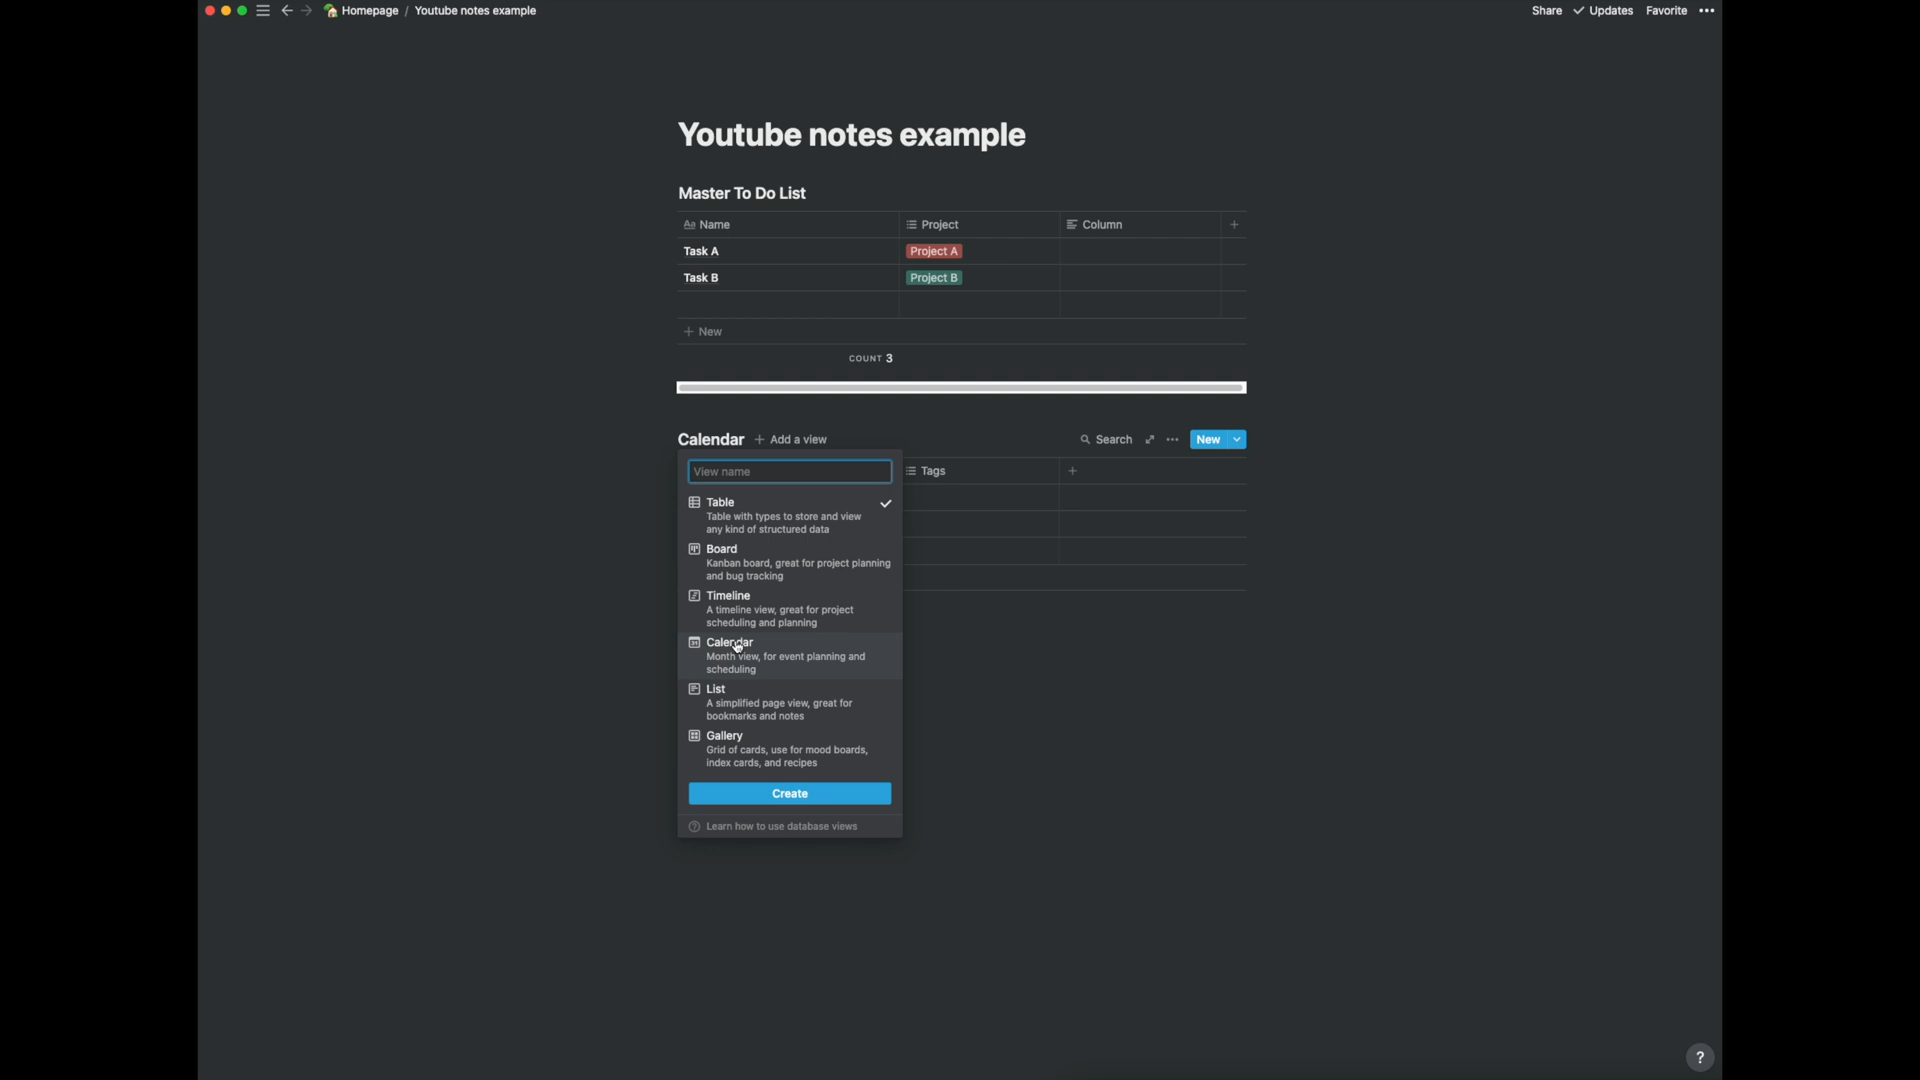 Homepage / Youtube notes example
Share Updates Favorite
Youtube notes example
Master To Do List
Aa Name Project Column
Task A Project A
Task B Project B
New
COUNT 3
Calendar Add a view Search New
View name
Tags
Table
Table with types to store and view
any kind of structured data
Board
Kanban board, great for project planning
and bug tracking
Timeline
A timeline view, great for project
scheduling and planning
Calendar
Month view, for event planning and
scheduling
List
A simplified page view, great for
bookmarks and notes
Gallery
Grid of cards, use for mood boards,
index cards, and recipes
Create
? Learn how to use database views
?